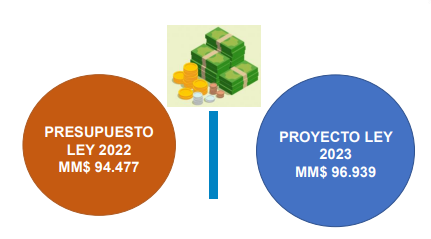 PRESUPUESTO
LEY 2022
MM$ 94.477
PROYECTO LEY
2023
MM$ 96.939